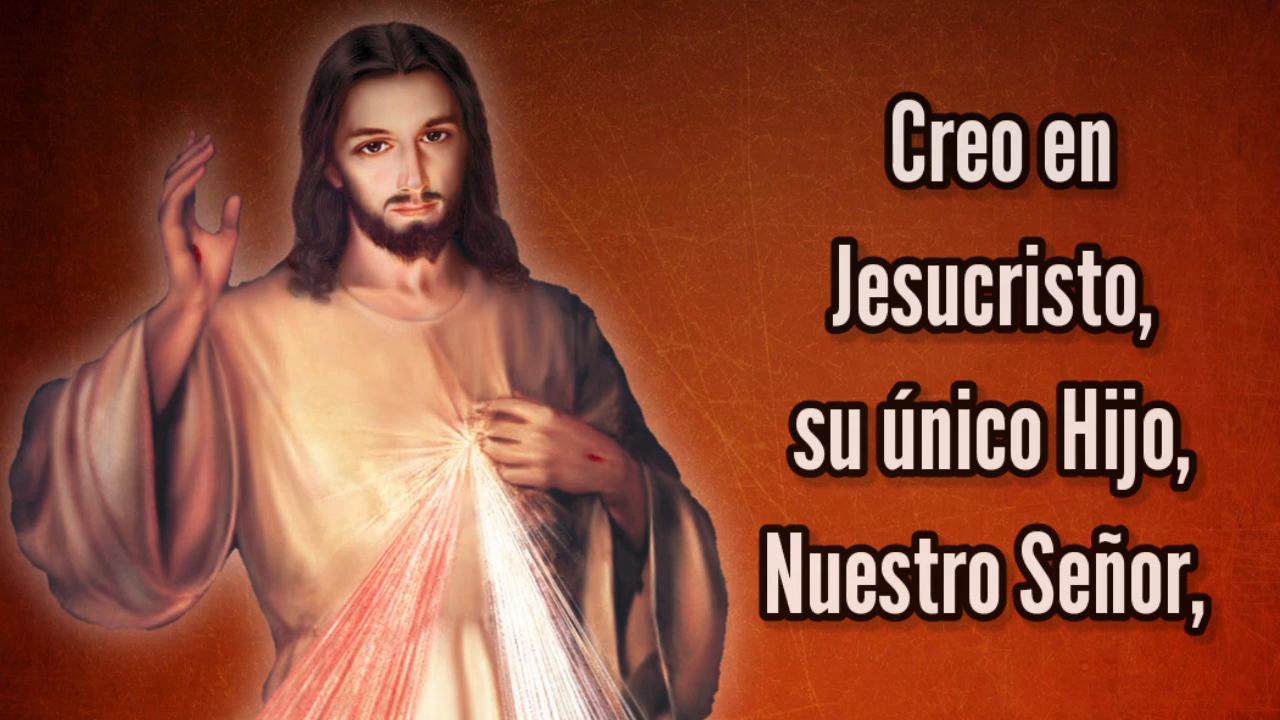 Creo en
Jesucristo,
su único Hijo,
Nuestro Señor,